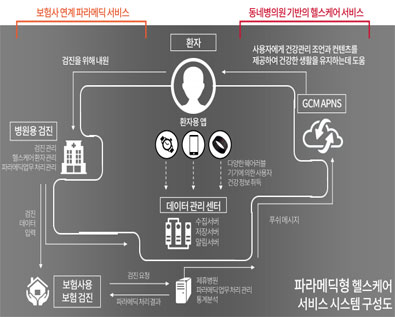 보험사 연계 파라메딕 서비스
동네병의원 기반의 헬스케어 서비스
환자
검진을 위해 내원
사용자에게 건강관리 조언과 컨텐츠를
제공하여 건강한 생활을 유지하는데 도움
환자용 앱
GCM APNS
병원용 검진
검진 관리
헬스케어 환자 관리
파라메딕 업무 처리 관리
다양한 웨어러블
기기에 의한 사용자
건강 정보 취득
데이터 관리 센터
수집서버
저장서버
알림서버
푸쉬 메시지
검진
데이터
입력
보험사용
보험 검진
검진 요청
파라메딕 처리 결과
제휴병원
파라메딕 업무 처리 관리
통계분석
파라메딕형 헬스케어
서비스 시스템 구성도